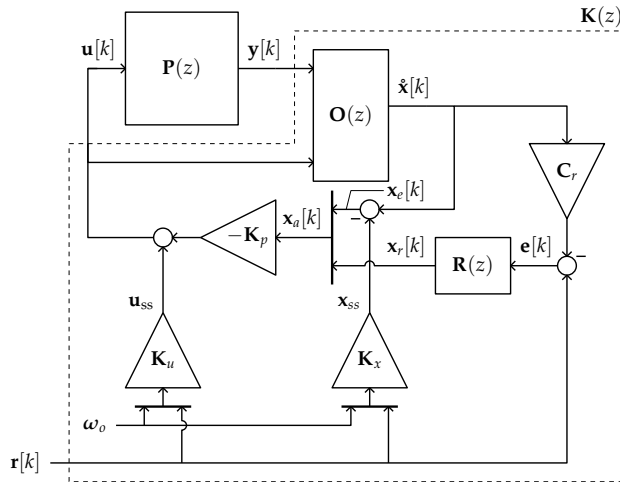 K(z)
u[k]
P(z)
y[k]
O(z)
x̊[k]
C_r
x_e[k]
−
x_a[k]
−K_p
x_r[k]
R(z)
e[k]
−
u_ss
x_ss
K_u
K_x
ω_o
r[k]